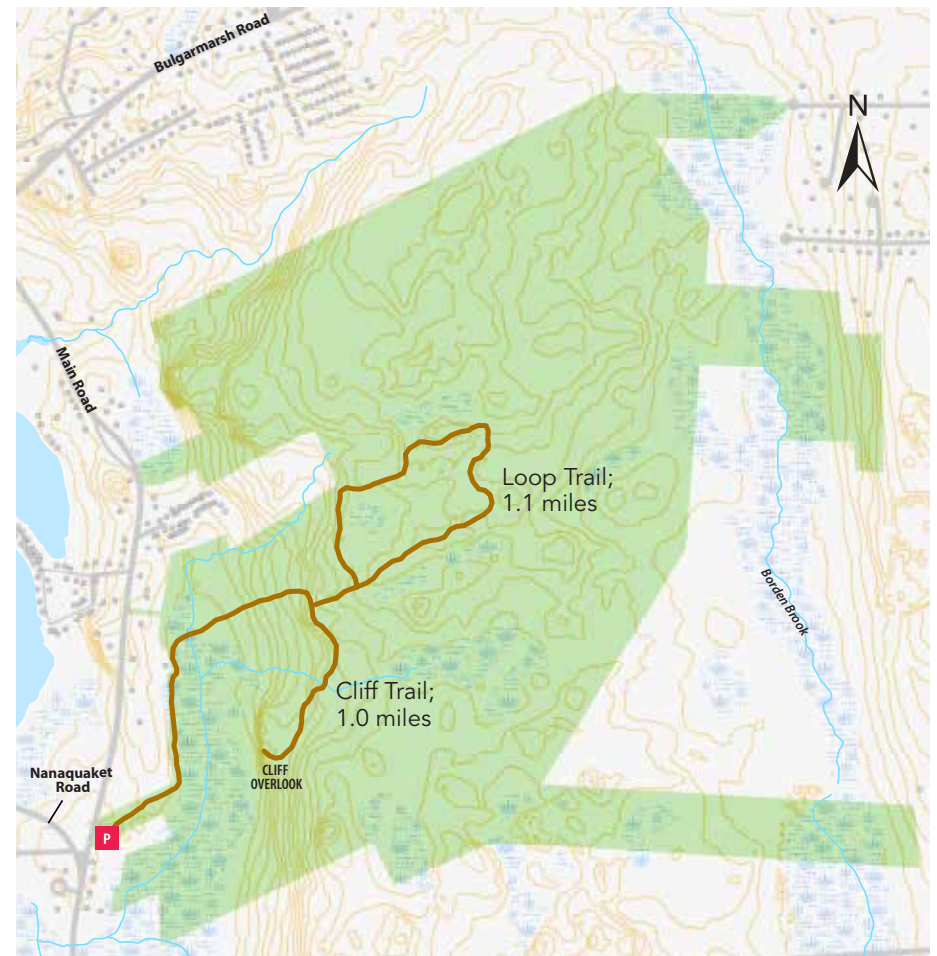 Bulgarmarsh Road
N
Main Road
Loop Trail;
1.1 miles
Borden Brook
Cliff Trail;
1.0 miles
CLIFF
OVERLOOK
Nanaquaket
Road
P